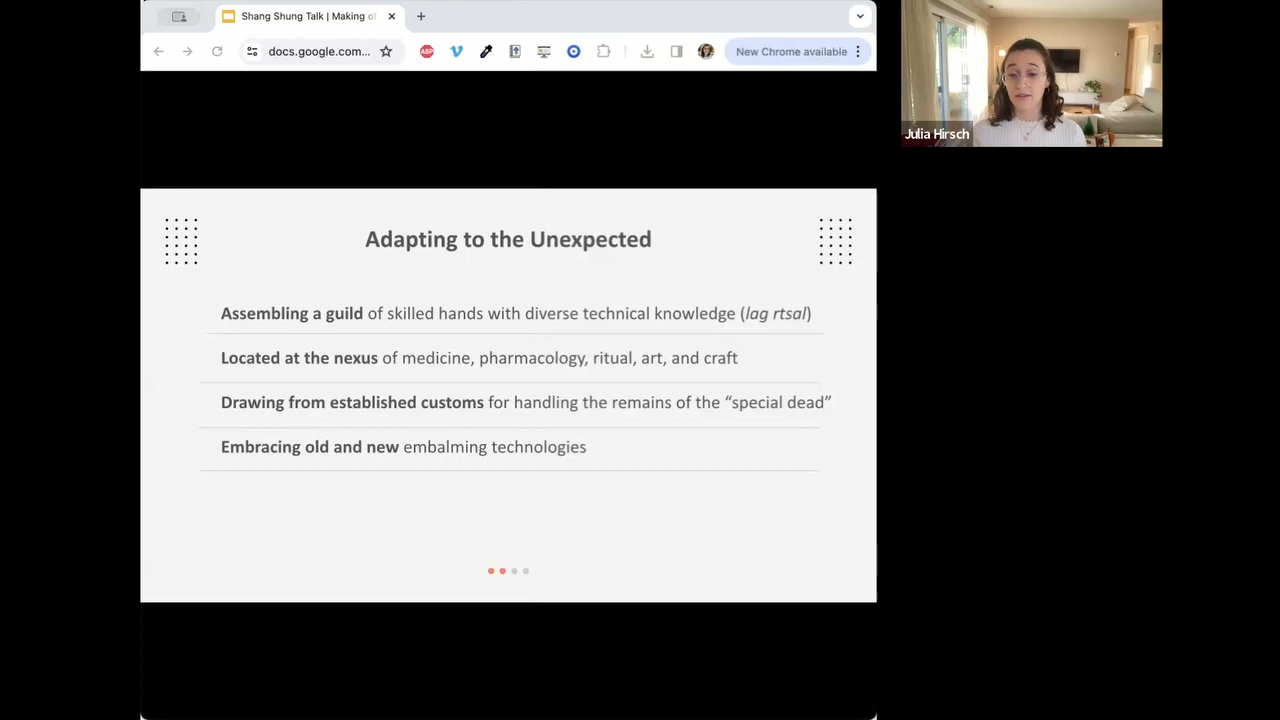 Shang Shung Talk | Making of
docs.google.com...
ABP
New Chrome available
Julia Hirsch
Adapting to the Unexpected
Assembling a guild of skilled hands with diverse technical knowledge (lag rtsal)
Located at the nexus of medicine, pharmacology, ritual, art, and craft
Drawing from established customs for handling the remains of the “special dead”
Embracing old and new embalming technologies